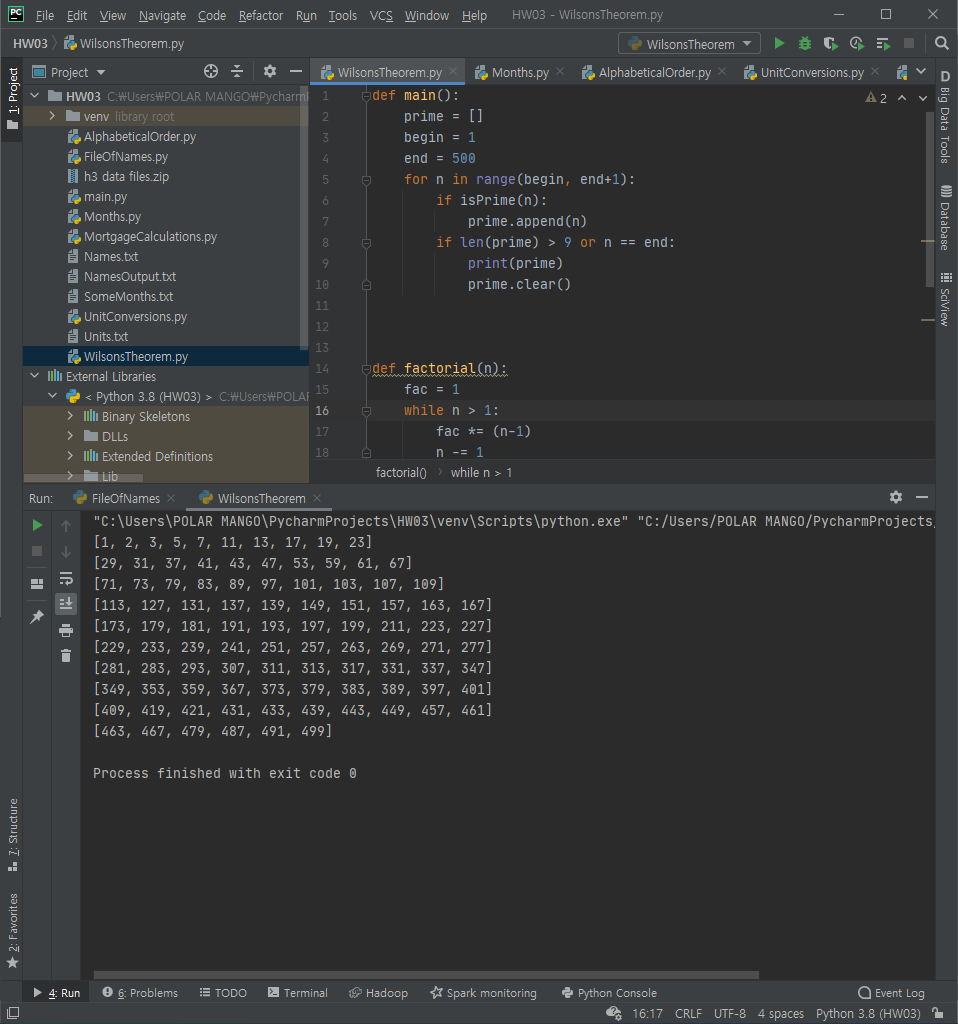 PC File Edit View Navigate Code Refactor Run Tools VCS Window Help HW03 - WilsonsTheorem.py
HW03 WilsonsTheorem.py WilsonsTheorem
1: Project
Project
WilsonsTheorem.py Months.py AlphabeticalOrder.py UnitConversions.py
HW03 C:₩Users₩POLAR MANGO₩Pycharm
venv library root
AlphabeticalOrder.py
FileOfNames.py
h3 data files.zip
main.py
Months.py
MortgageCalculations.py
Names.txt
NamesOutput.txt
SomeMonths.txt
UnitConversions.py
Units.txt
WilsonsTheorem.py
External Libraries
< Python 3.8 (HW03) > C:₩Users₩POLAR
Binary Skeletons
DLLs
Extended Definitions
Lib
2
1 def main():
2 prime = []
3 begin = 1
4 end = 500
5 for n in range(begin, end+1):
6 if isPrime(n):
7 prime.append(n)
8 if len(prime) > 9 or n == end:
9 print(prime)
10 prime.clear()
11
12
13
14 def factorial(n):
15 fac = 1
16 while n > 1:
17 fac *= (n-1)
18 n -= 1
factorial() while n > 1
D Big Data Tools
Database
SciView
Run: FileOfNames WilsonsTheorem
"C:\Users\POLAR MANGO\PycharmProjects\HW03\venv\Scripts\python.exe" "C:/Users/POLAR MANGO/PycharmProjects/
[1, 2, 3, 5, 7, 11, 13, 17, 19, 23]
[29, 31, 37, 41, 43, 47, 53, 59, 61, 67]
[71, 73, 79, 83, 89, 97, 101, 103, 107, 109]
[113, 127, 131, 137, 139, 149, 151, 157, 163, 167]
[173, 179, 181, 191, 193, 197, 199, 211, 223, 227]
[229, 233, 239, 241, 251, 257, 263, 269, 271, 277]
[281, 283, 293, 307, 311, 313, 317, 331, 337, 347]
[349, 353, 359, 367, 373, 379, 383, 389, 397, 401]
[409, 419, 421, 431, 433, 439, 443, 449, 457, 461]
[463, 467, 479, 487, 491, 499]
Process finished with exit code 0
7: Structure
2: Favorites
4: Run 6: Problems TODO Terminal Hadoop Spark monitoring Python Console Event Log
16:17 CRLF UTF-8 4 spaces Python 3.8 (HW03)